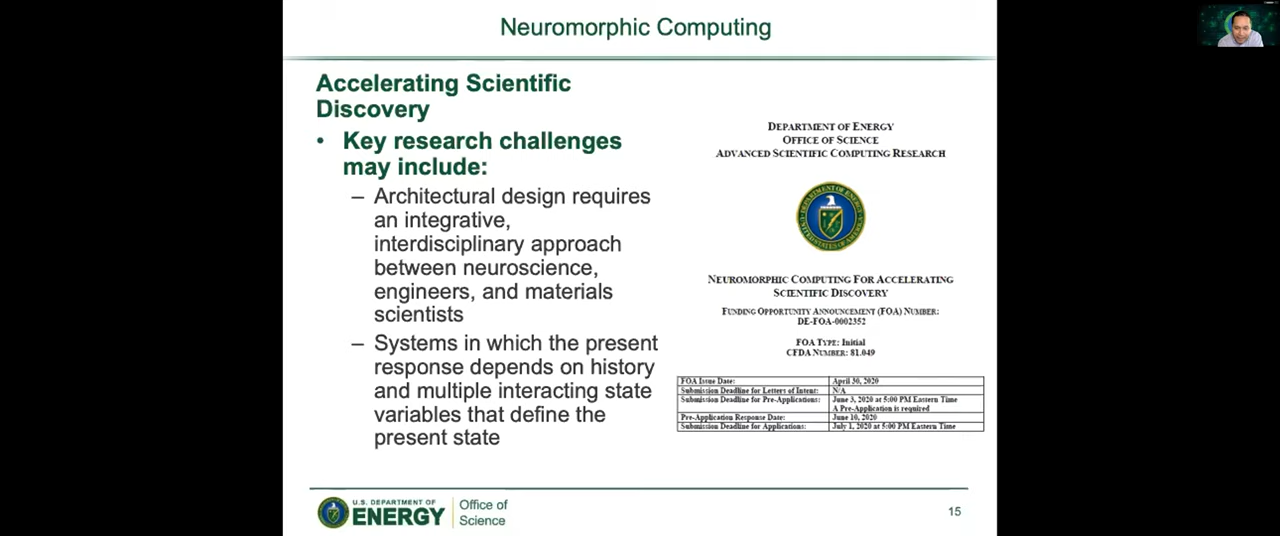 Neuromorphic Computing
Accelerating Scientific
Discovery
• Key research challenges
may include:
– Architectural design requires
an integrative,
interdisciplinary approach
between neuroscience,
engineers, and materials
scientists
– Systems in which the present
response depends on history
and multiple interacting state
variables that define the
present state
DEPARTMENT OF ENERGY
OFFICE OF SCIENCE
ADVANCED SCIENTIFIC COMPUTING RESEARCH
NEUROMORPHIC COMPUTING FOR ACCELERATING
SCIENTIFIC DISCOVERY
FUNDING OPPORTUNITY ANNOUNCEMENT (FOA) NUMBER:
DE-FOA-0002352
FOA TYPE: Initial
CFDA NUMBER: 81.049
FOA Issue Date: April 30, 2020
Submission Deadline for Letters of Intent: N/A
Submission Deadline for Pre-Applications: June 3, 2020 at 5:00 PM Eastern Time
A Pre-Application is required
Pre-Application Response Date: June 10, 2020
Submission Deadline for Applications: July 1, 2020 at 5:00 PM Eastern Time
U.S. DEPARTMENT OF
ENERGY
Office of
Science
15